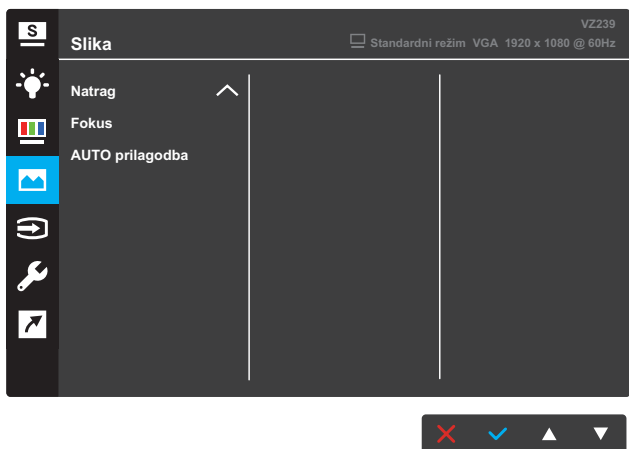 S
VZ239
Slika
Standardni režim VGA 1920 x 1080 @ 60Hz
Natrag
Fokus
AUTO prilagodba